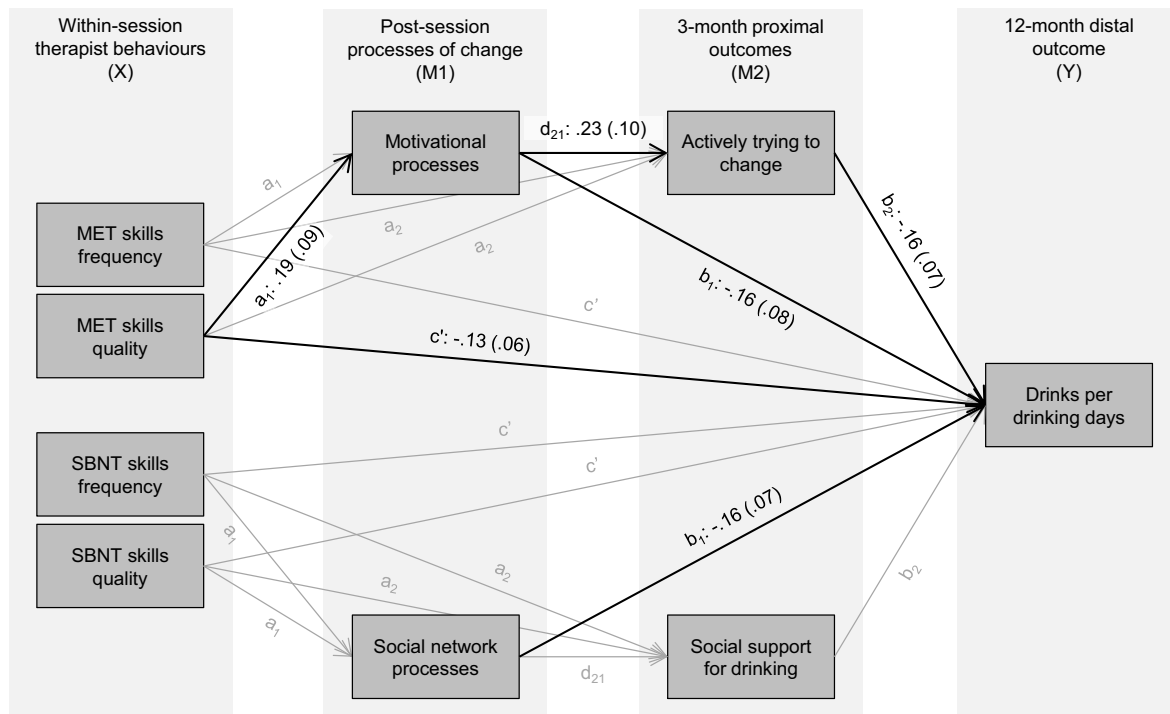 Within-session
therapist behaviours
(X)
Post-session
processes of change
(M1)
3-month proximal
outcomes
(M2)
12-month distal
outcome
(Y)
Motivational
processes
d21: .23 (.10)
Actively trying to
change
MET skills
frequency
a1
a2
a2
a1: .19 (.09)
b2: -.16 (.07)
MET skills
quality
b1: -.16 (.08)
c'
c': -.13 (.06)
Drinks per
drinking days
SBNT skills
frequency
c'
c'
SBNT skills
quality
a1
b1: -.16 (.07)
a2
a2
a1
b2
Social network
processes
d21
Social support
for drinking